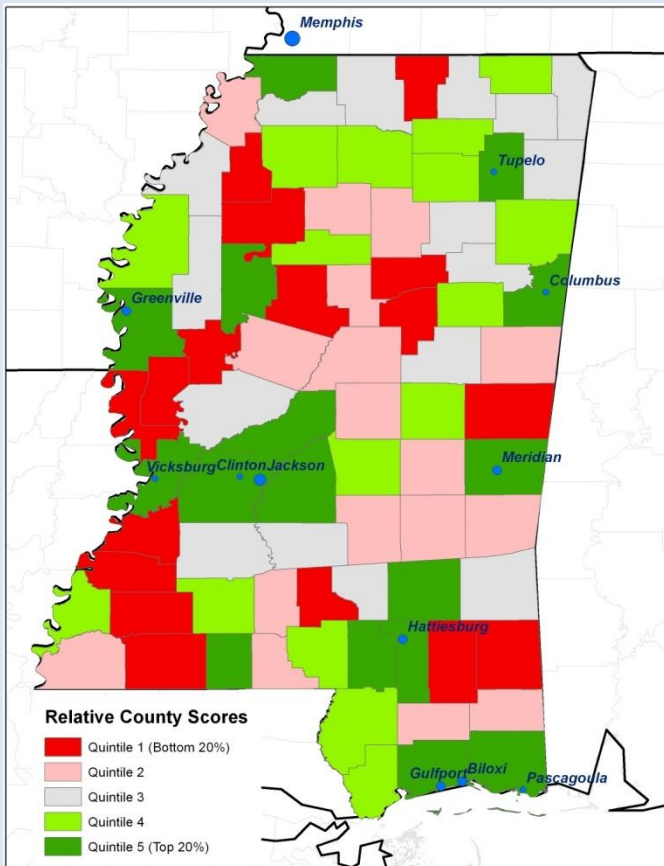 Memphis
Tupelo
Columbus
Greenville
Vicksburg
Clinton
Jackson
Meridian
Hattiesburg
Relative County Scores
Quintile 1 (Bottom 20%)
Quintile 2
Quintile 3
Quintile 4
Quintile 5 (Top 20%)
Gulfport
Biloxi
Pascagoula